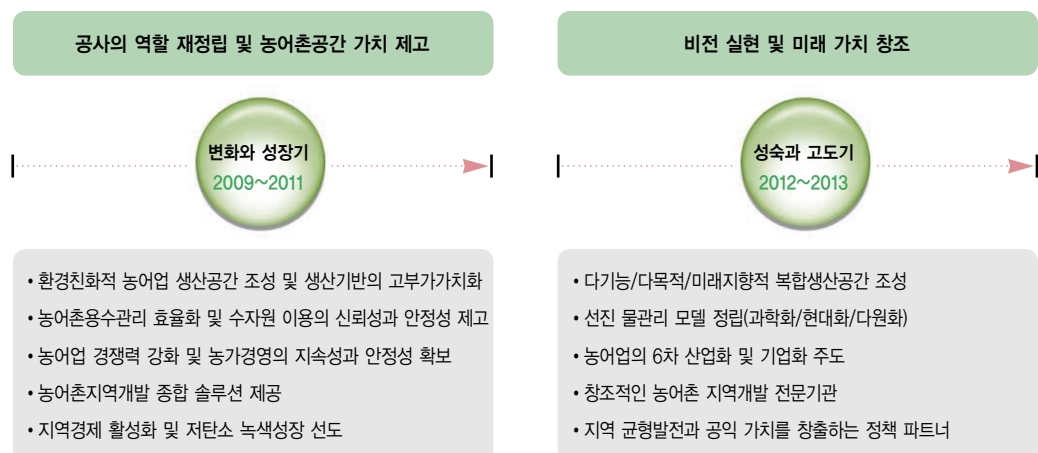 공사의 역할 재정립 및 농어촌공간 가치 제고
변화와 성장기
2009~2011
• 환경친화적 농어업 생산공간 조성 및 생산기반의 고부가가치화
• 농어촌용수관리 효율화 및 수자원 이용의 신뢰성과 안정성 제고
• 농어업 경쟁력 강화 및 농가경영의 지속성과 안정성 확보
• 농어촌지역개발 종합 솔루션 제공
• 지역경제 활성화 및 저탄소 녹색성장 선도
비전 실현 및 미래 가치 창조
성숙과 고도기
2012~2013
• 다기능/다목적/미래지향적 복합생산공간 조성
• 선진 물관리 모델 정립(과학화/현대화/다원화)
• 농어업의 6차 산업화 및 기업화 주도
• 창조적인 농어촌 지역개발 전문기관
• 지역 균형발전과 공익 가치를 창출하는 정책 파트너